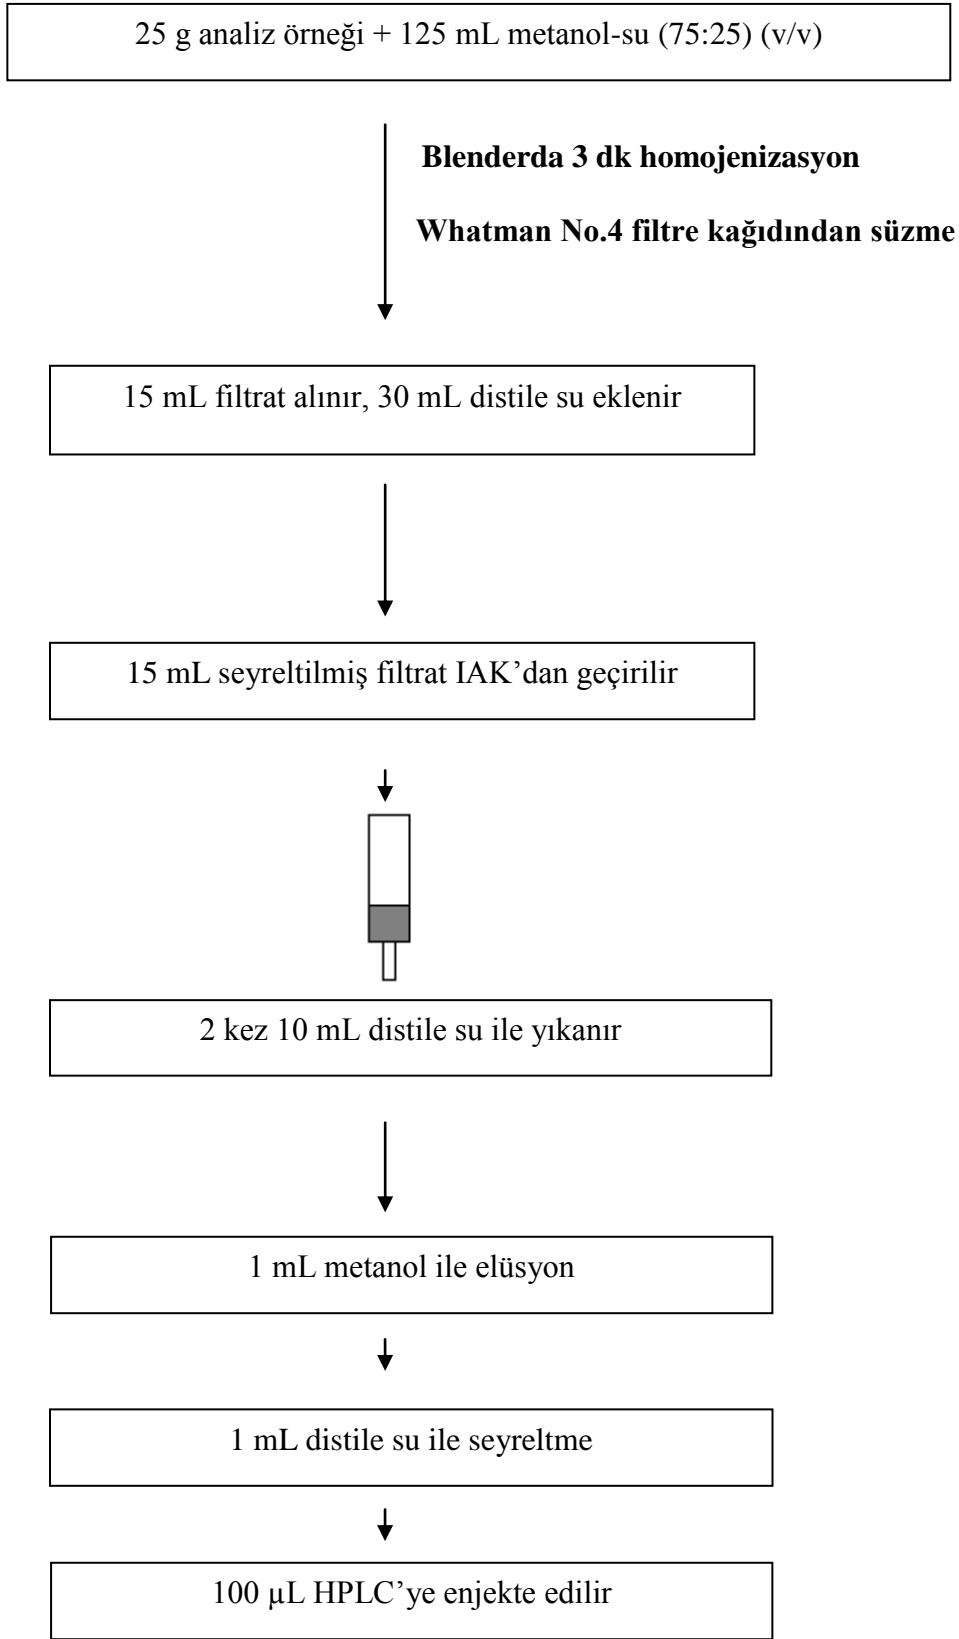 25 g analiz örneği + 125 mL metanol-su (75:25) (v/v)
Blenderda 3 dk homojenizasyon
Whatman No.4 filtre kağıdından süzme
15 mL filtrat alınır, 30 mL distile su eklenir
15 mL seyreltilmiş filtrat IAK’dan geçirilir
2 kez 10 mL distile su ile yıkanır
1 mL metanol ile elüsyon
1 mL distile su ile seyreltme
100 µL HPLC’ye enjekte edilir